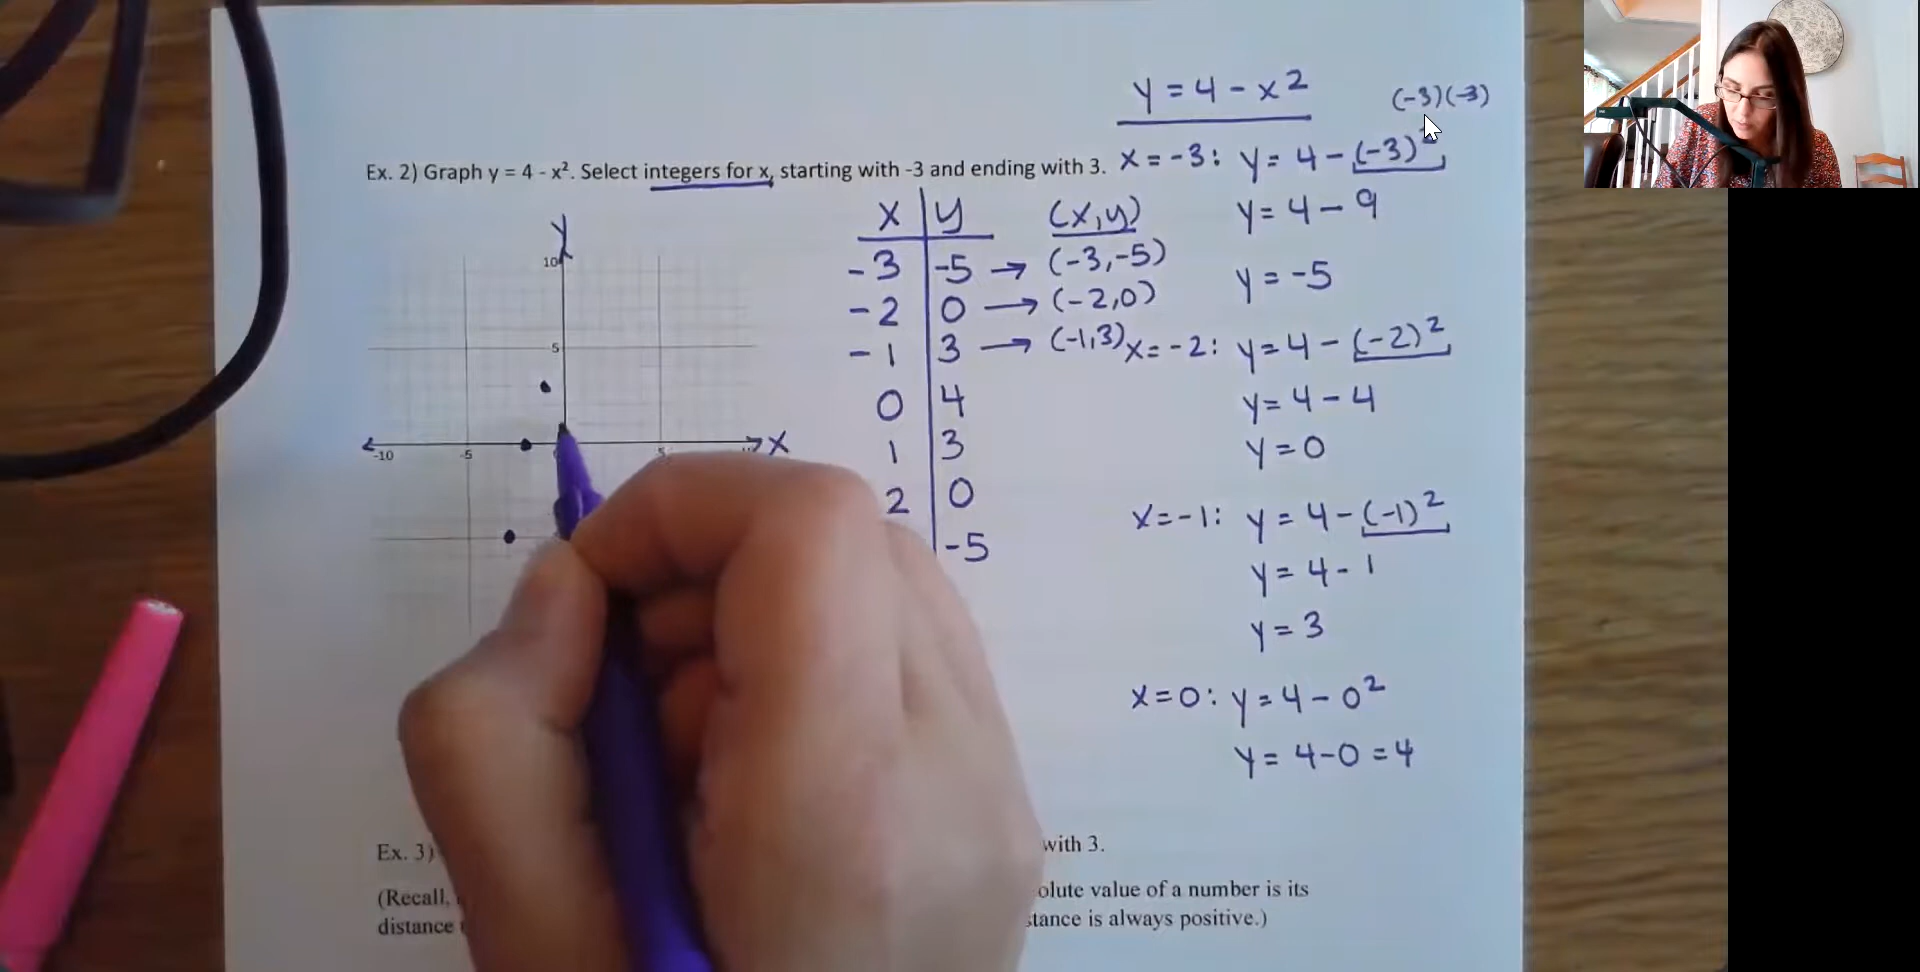 y = 4 - x2
(-3)(-3)
Ex. 2) Graph y = 4 - x². Select integers for x, starting with -3 and ending with 3.
x = -3: y = 4 - (-3)²
y = 4 - 9
y = -5
x y (x,y)
-3 -5 → (-3,-5)
-2 0 → (-2,0)
-1 3 → (-1,3)
0 4
1 3
2 0
-5
x = -2: y = 4 - (-2)²
y = 4 - 4
y = 0
x = -1: y = 4 - (-1)²
y = 4 - 1
y = 3
x = 0: y = 4 - 0²
y = 4 - 0 = 4
y
10
5
-10 -5 5 x
Ex. 3) with 3.
(Recall, olute value of a number is its
distance stance is always positive.)